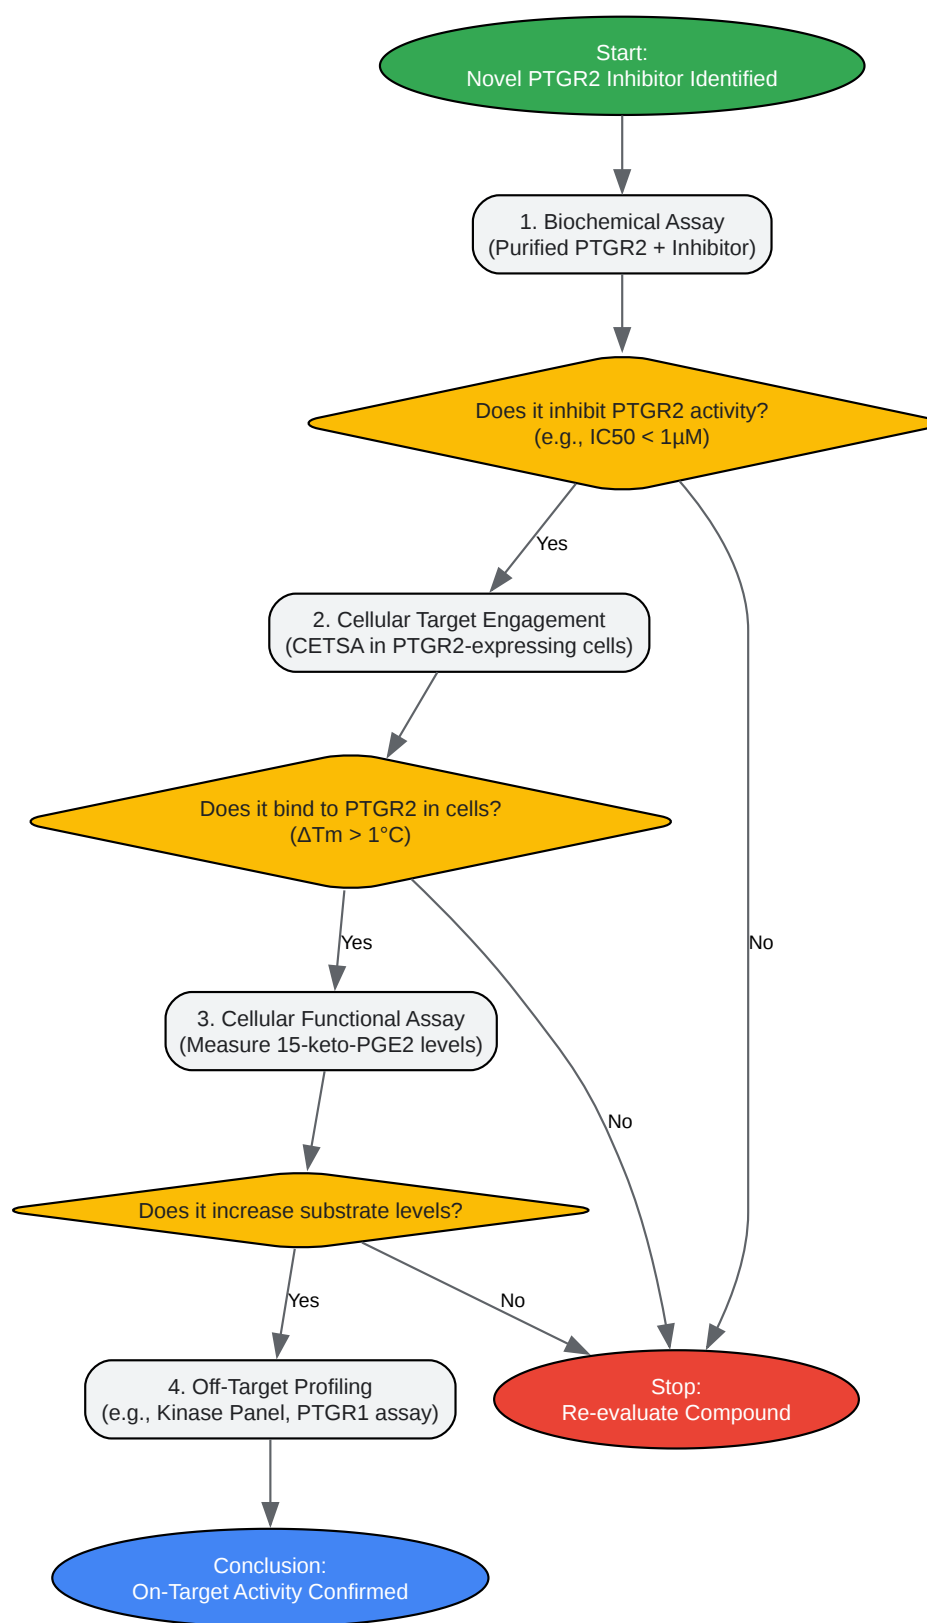 Start:
Novel PTGR2 Inhibitor Identified
1. Biochemical Assay
(Purified PTGR2 + Inhibitor)
Does it inhibit PTGR2 activity?
(e.g., IC50 < 1µM)
Yes
2. Cellular Target Engagement
(CETSA in PTGR2-expressing cells)
Does it bind to PTGR2 in cells?
(ΔTm > 1°C)
Yes
No
3. Cellular Functional Assay
(Measure 15-keto-PGE2 levels)
No
Does it increase substrate levels?
Yes
No
4. Off-Target Profiling
(e.g., Kinase Panel, PTGR1 assay)
Stop:
Re-evaluate Compound
Conclusion:
On-Target Activity Confirmed